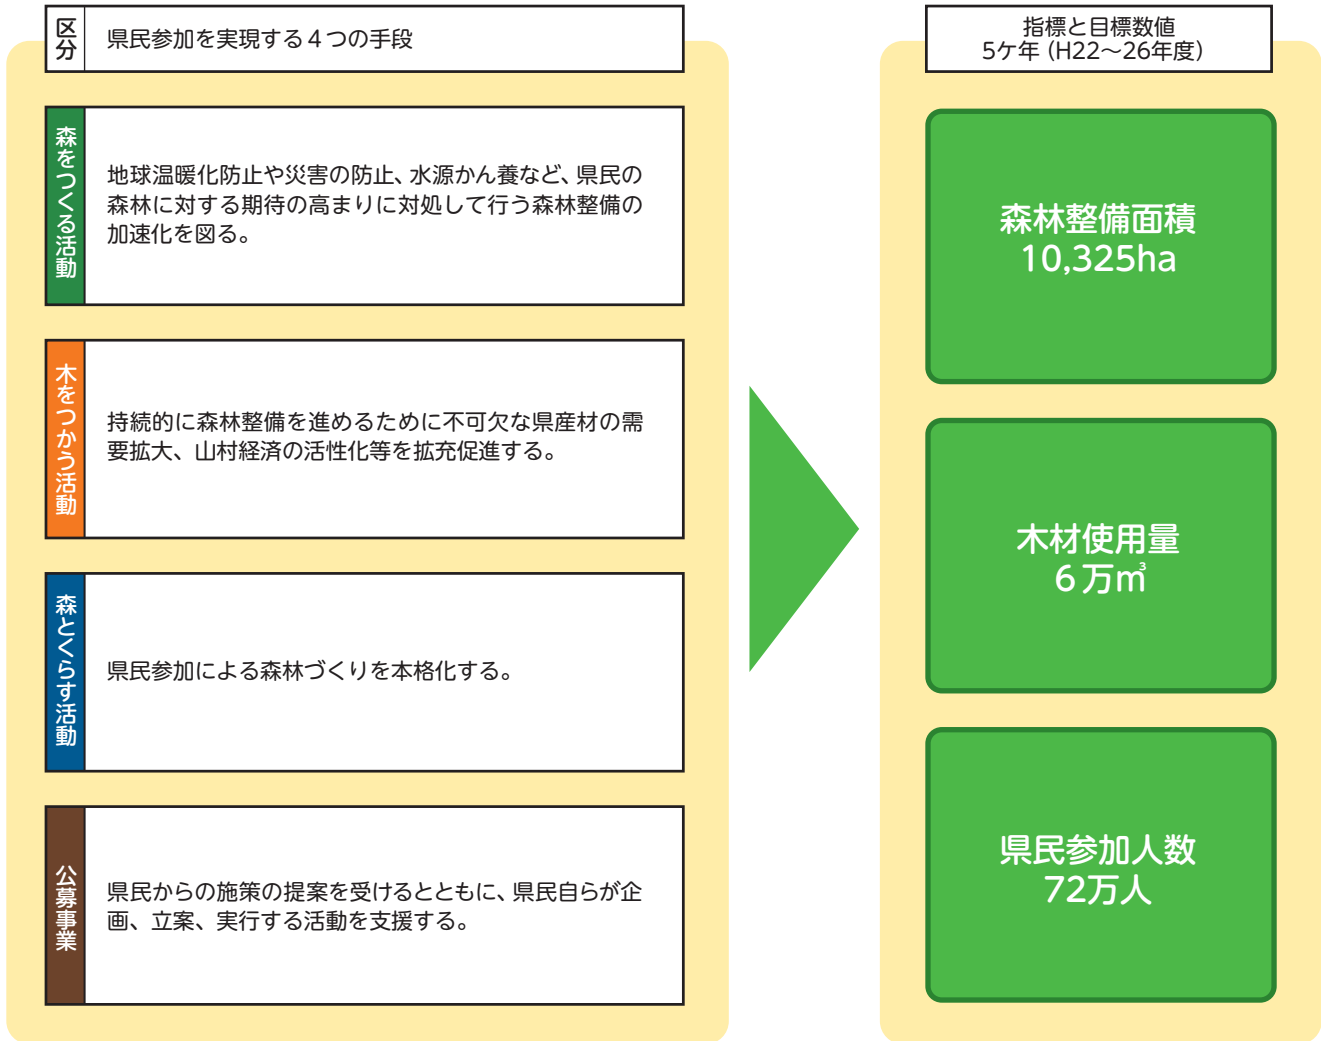 区分
県民参加を実現する４つの手段
森をつくる活動
地球温暖化防止や災害の防止、水源かん養など、県民の
森林に対する期待の高まりに対処して行う森林整備の
加速化を図る。
木をつかう活動
持続的に森林整備を進めるために不可欠な県産材の需
要拡大、山村経済の活性化等を拡充促進する。
森とくらす活動
県民参加による森林づくりを本格化する。
公募事業
県民からの施策の提案を受けるとともに、県民自らが企
画、立案、実行する活動を支援する。
指標と目標数値
5ケ年（H22～26年度）
森林整備面積
10,325ha
木材使用量
６万㎥
県民参加人数
72万人